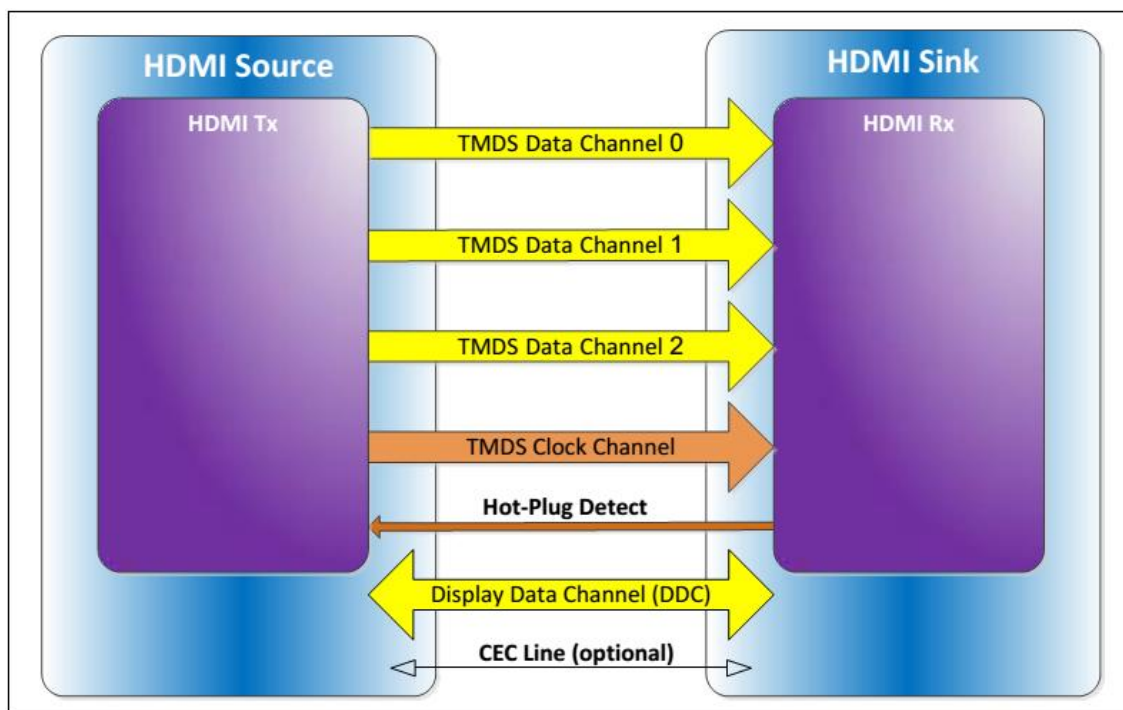 HDMI Source
HDMI Sink
HDMI Tx
HDMI Rx
TMDS Data Channel 0
TMDS Data Channel 1
TMDS Data Channel 2
TMDS Clock Channel
Hot-Plug Detect
Display Data Channel (DDC)
CEC Line (optional)